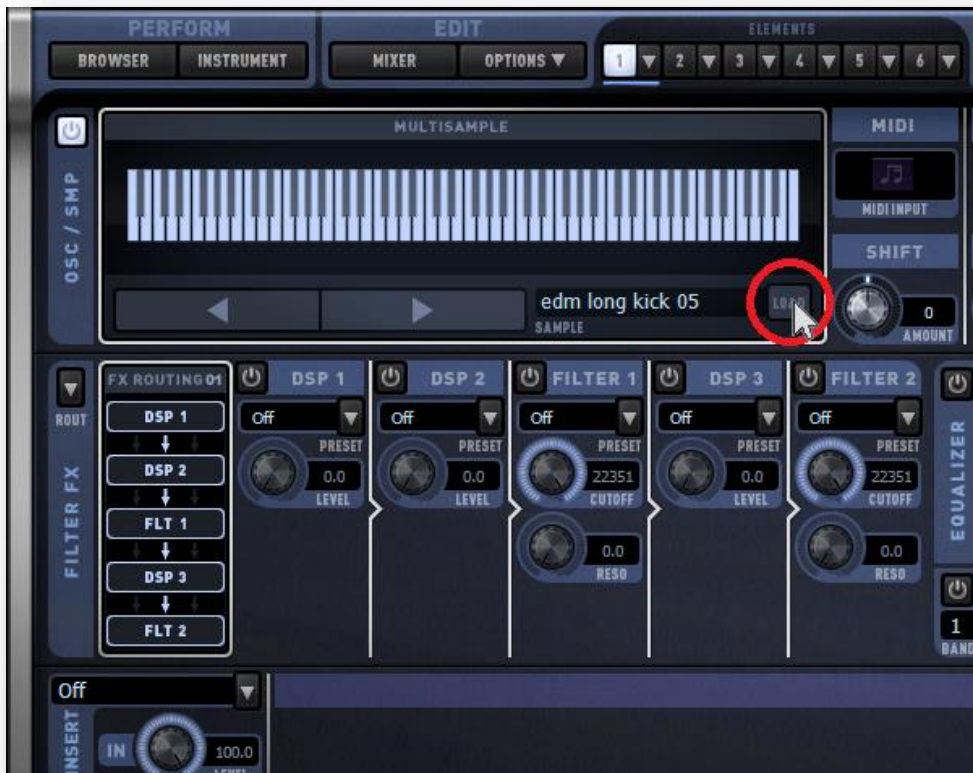 PERFORM
EDIT
ELEMENTS
BROWSER
INSTRUMENT
MIXER
OPTIONS
1
2
3
4
5
6
MULTISAMPLE
MIDI
MIDI INPUT
OSC / SMP
SHIFT
edm long kick 05
LOAD
SAMPLE
0
AMOUNT
ROUT
FX ROUTING 01
DSP 1
DSP 2
FLT 1
DSP 3
FLT 2
FILTER FX
DSP 1
Off
PRESET
0.0
LEVEL
DSP 2
Off
PRESET
0.0
LEVEL
FILTER 1
Off
PRESET
22351
CUTOFF
0.0
RESO
DSP 3
Off
PRESET
0.0
LEVEL
FILTER 2
Off
PRESET
22351
CUTOFF
0.0
RESO
EQUALIZER
1
BAND
Off
INSERT
IN
100.0
LEVEL